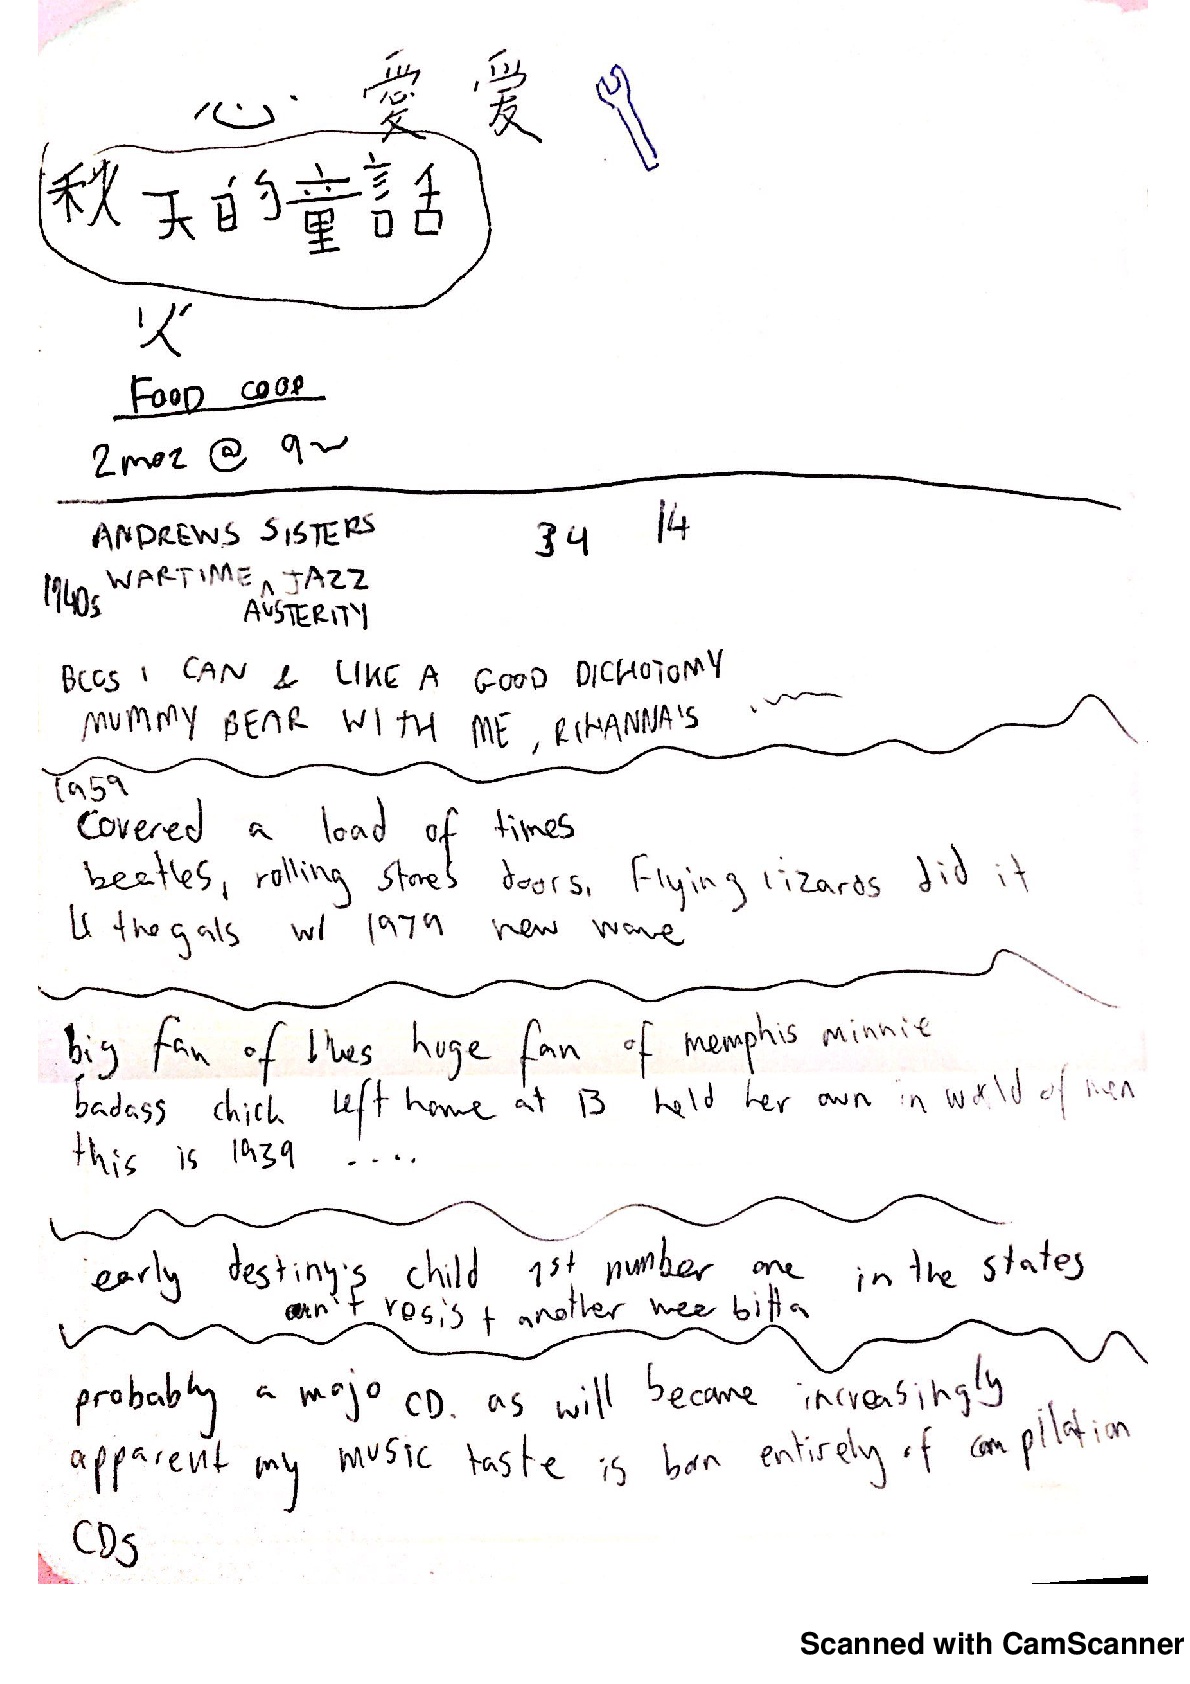 心 愛 爱
秋天的童話
火
FOOD COOP
2moz @ 9
ANDREWS SISTERS 34 14
1940s WARTIME ^ JAZZ
AUSTERITY
BCOS I CAN & LIKE A GOOD DICHOTOMY
MUMMY BEAR WITH ME, RIHANNA'S
1959
Covered a load of times
beatles, rolling stones doors. Flying lizards did it
the gals w/ 1979 new wave
big fan of blues huge fan of memphis minnie
badass chick left home at 13 held her own in world of men
this is 1939 ....
early destiny's child 1st number one in the states
can't resist another wee bitta
probably a mojo CD. as will become increasingly
apparent my music taste is born entirely of compilation
CDs
Scanned with CamScanner